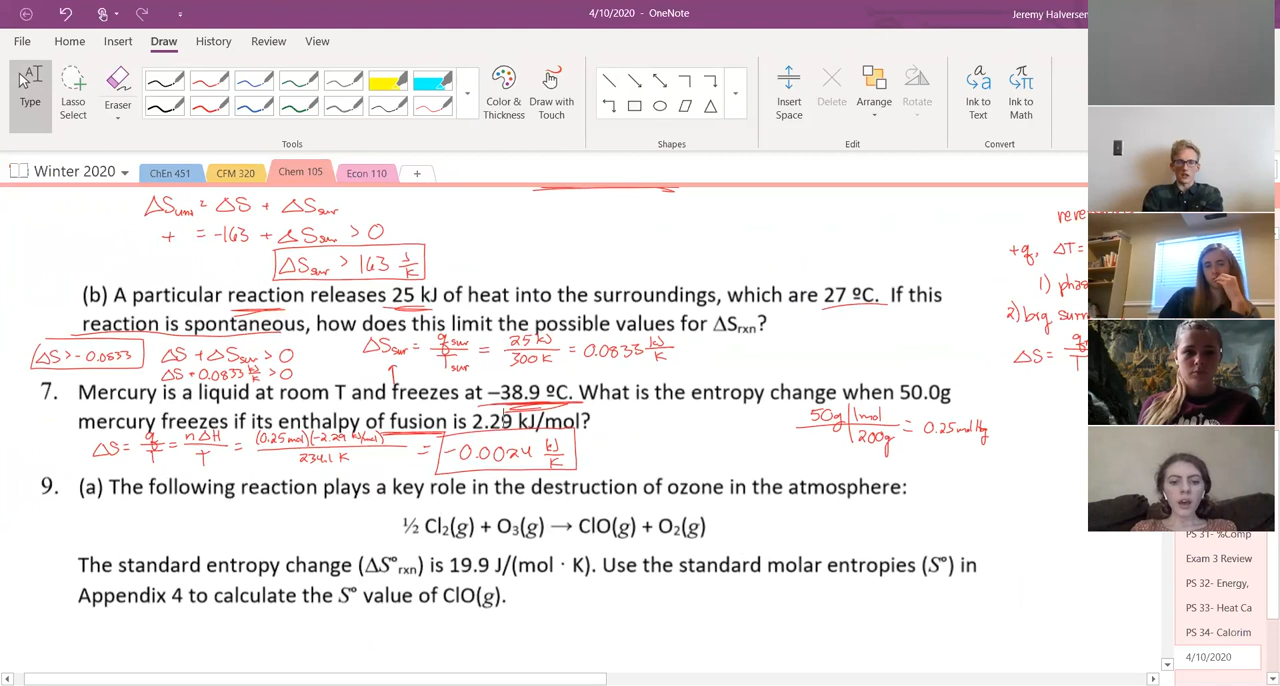 4/10/2020 - OneNote
Jeremy Halversen
File Home Insert Draw History Review View
Type
Lasso Select
Eraser
Color & Thickness
Draw with Touch
Insert Space
Delete
Arrange
Rotate
Ink to Text
Ink to Math
Tools
Shapes
Edit
Convert
Winter 2020
ChEn 451
CFM 320
Chem 105
Econ 110
+
ΔS = ΔS + ΔSsur
+ = -163 + ΔSsur > 0
ΔSsur > 163 J/K
(b) A particular reaction releases 25 kJ of heat into the surroundings, which are 27 ºC. If this
reaction is spontaneous, how does this limit the possible values for ΔSrxn?
ΔS > -0.0833
ΔS + ΔSsur > 0
ΔS + 0.0833 kJ/K > 0
ΔSsur = qsur/Tsur = 25 kJ/300 K = 0.0833 kJ/K
7. Mercury is a liquid at room T and freezes at –38.9 ºC. What is the entropy change when 50.0g
mercury freezes if its enthalpy of fusion is 2.29 kJ/mol?
50g | 1mol / 200g = 0.25 mol Hg
ΔS = q/T = nΔH/T = (0.25 mol)(-2.29 kJ/mol)/234.1 K = -0.0024 kJ/K
9. (a) The following reaction plays a key role in the destruction of ozone in the atmosphere:
½ Cl₂(g) + O₃(g) → ClO(g) + O₂(g)
The standard entropy change (ΔS°rxn) is 19.9 J/(mol · K). Use the standard molar entropies (S°) in
Appendix 4 to calculate the S° value of ClO(g).
+q, ΔT =
1)
2) big
ΔS =
PS 31- %Comp
Exam 3 Review
PS 32- Energy,
PS 33- Heat Ca
PS 34- Calorim
4/10/2020